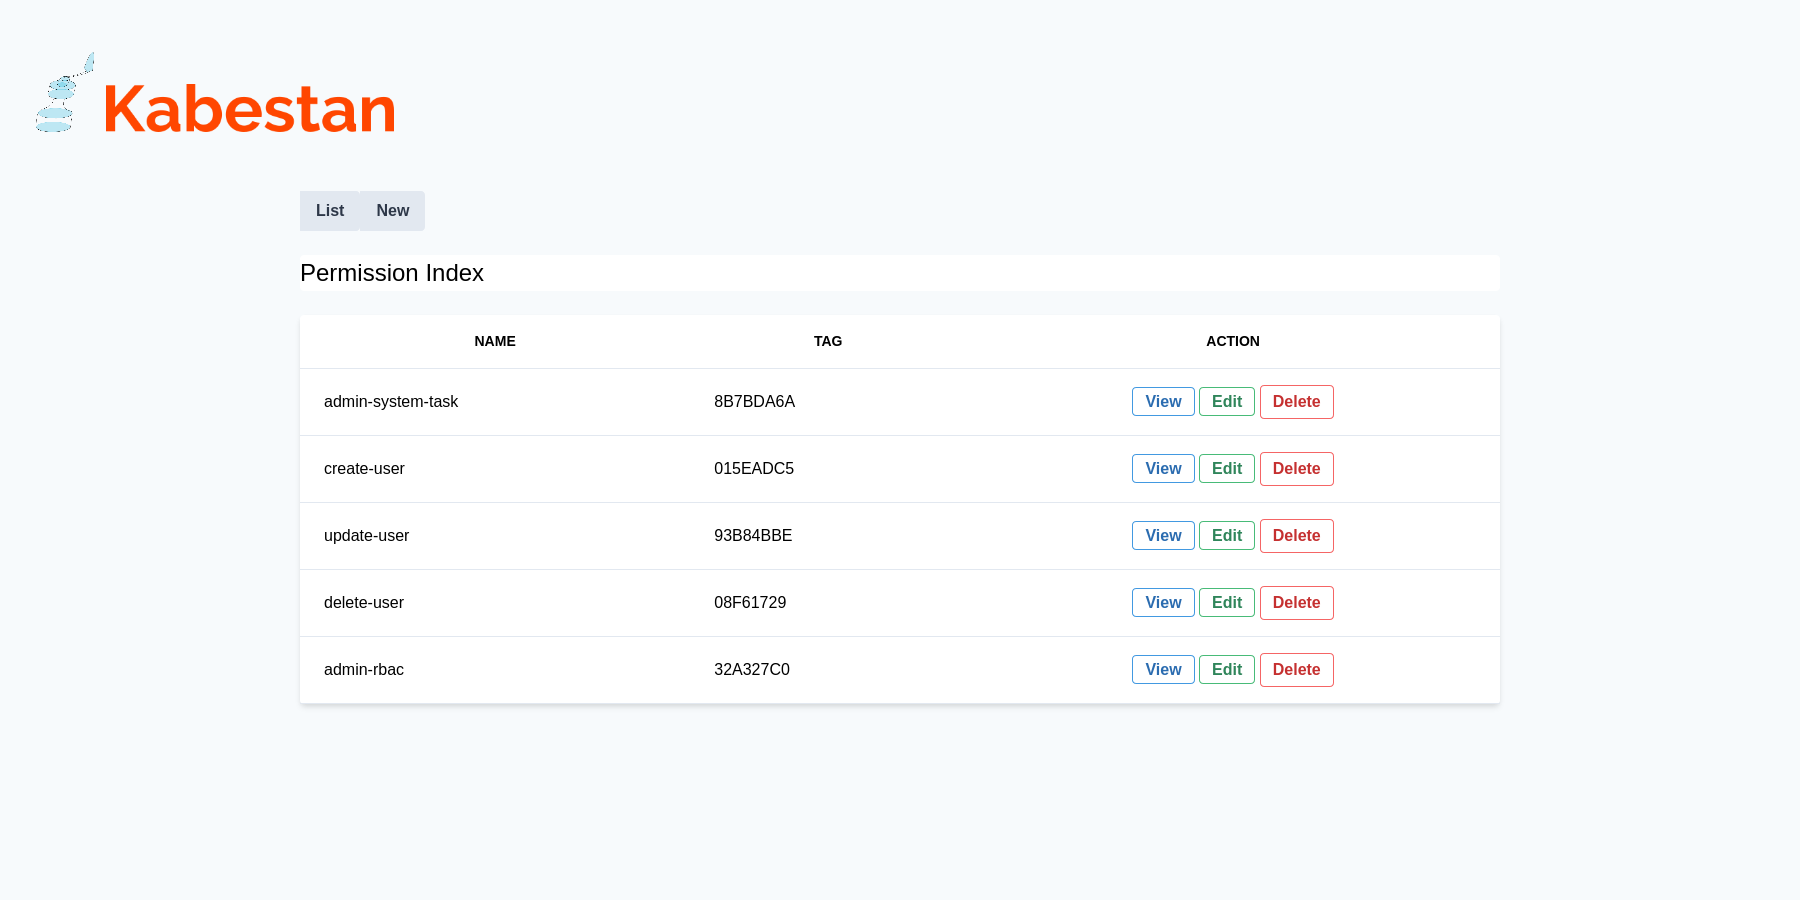 Kabestan
List New
Permission Index
NAME TAG ACTION
admin-system-task 8B7BDA6A View Edit Delete
create-user 015EADC5 View Edit Delete
update-user 93B84BBE View Edit Delete
delete-user 08F61729 View Edit Delete
admin-rbac 32A327C0 View Edit Delete